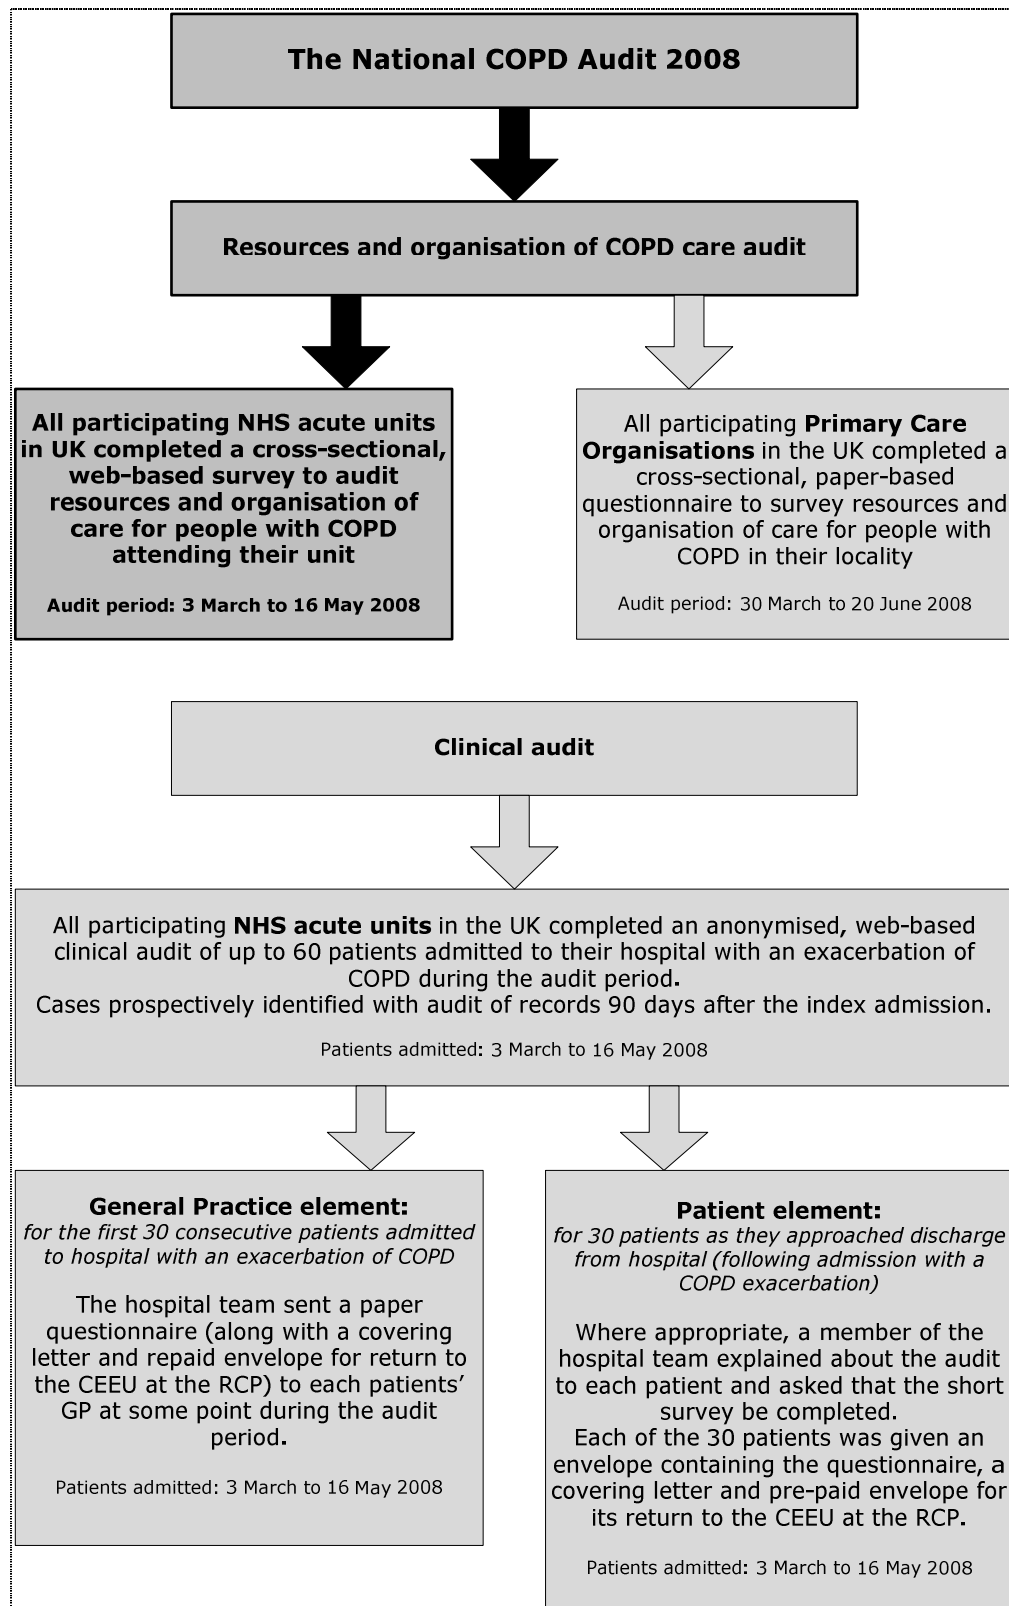 The National COPD Audit 2008
Resources and organisation of COPD care audit
All participating NHS acute units
in UK completed a cross-sectional,
web-based survey to audit
resources and organisation of
care for people with COPD
attending their unit
Audit period: 3 March to 16 May 2008
All participating Primary Care
Organisations in the UK completed a
cross-sectional, paper-based
questionnaire to survey resources and
organisation of care for people with
COPD in their locality
Audit period: 30 March to 20 June 2008
Clinical audit
All participating NHS acute units in the UK completed an anonymised, web-based
clinical audit of up to 60 patients admitted to their hospital with an exacerbation of
COPD during the audit period.
Cases prospectively identified with audit of records 90 days after the index admission.
Patients admitted: 3 March to 16 May 2008
General Practice element:
for the first 30 consecutive patients admitted
to hospital with an exacerbation of COPD
The hospital team sent a paper
questionnaire (along with a covering
letter and repaid envelope for return to
the CEEU at the RCP) to each patients’
GP at some point during the audit
period.
Patients admitted: 3 March to 16 May 2008
Patient element:
for 30 patients as they approached discharge
from hospital (following admission with a
COPD exacerbation)
Where appropriate, a member of the
hospital team explained about the audit
to each patient and asked that the short
survey be completed.
Each of the 30 patients was given an
envelope containing the questionnaire, a
covering letter and pre-paid envelope for
its return to the CEEU at the RCP.
Patients admitted: 3 March to 16 May 2008